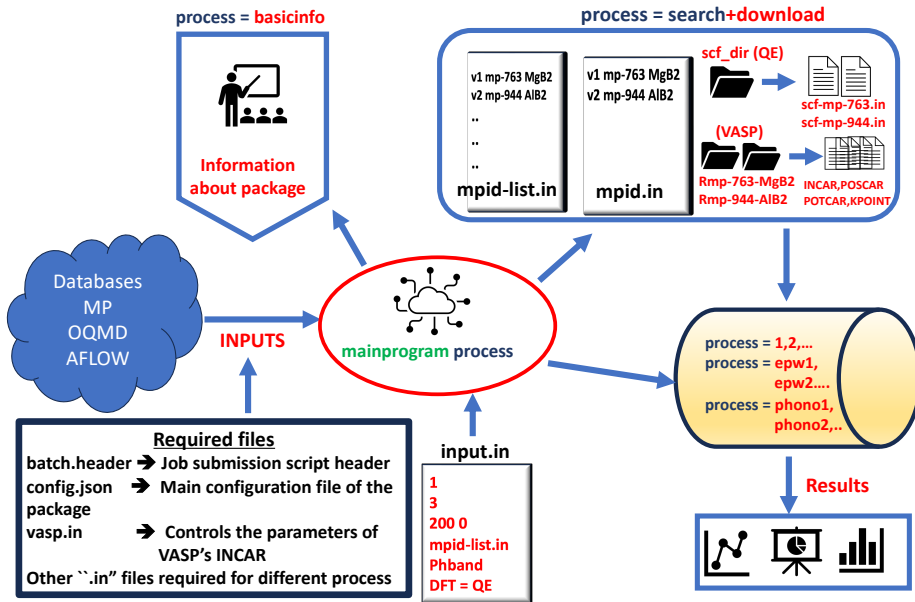 process = basicinfo
Information
about package
process = search+download
v1 mp-763 MgB2
v2 mp-944 AlB2
..
..
..
mpid-list.in
v1 mp-763 MgB2
v2 mp-944 AlB2
mpid.in
scf_dir (QE)
scf-mp-763.in
scf-mp-944.in
(VASP)
Rmp-763-MgB2
Rmp-944-AlB2
INCAR,POSCAR
POTCAR,KPOINT
Databases
MP
OQMD
AFLOW
INPUTS
mainprogram process
process = 1,2,...
process = epw1,
epw2....
process = phono1,
phono2,..
Required files
batch.header ➔ Job submission script header
config.json ➔ Main configuration file of the
package
vasp.in ➔ Controls the parameters of
VASP's INCAR
Other ``.in" files required for different process
input.in
1
3
200 0
mpid-list.in
Phband
DFT = QE
Results